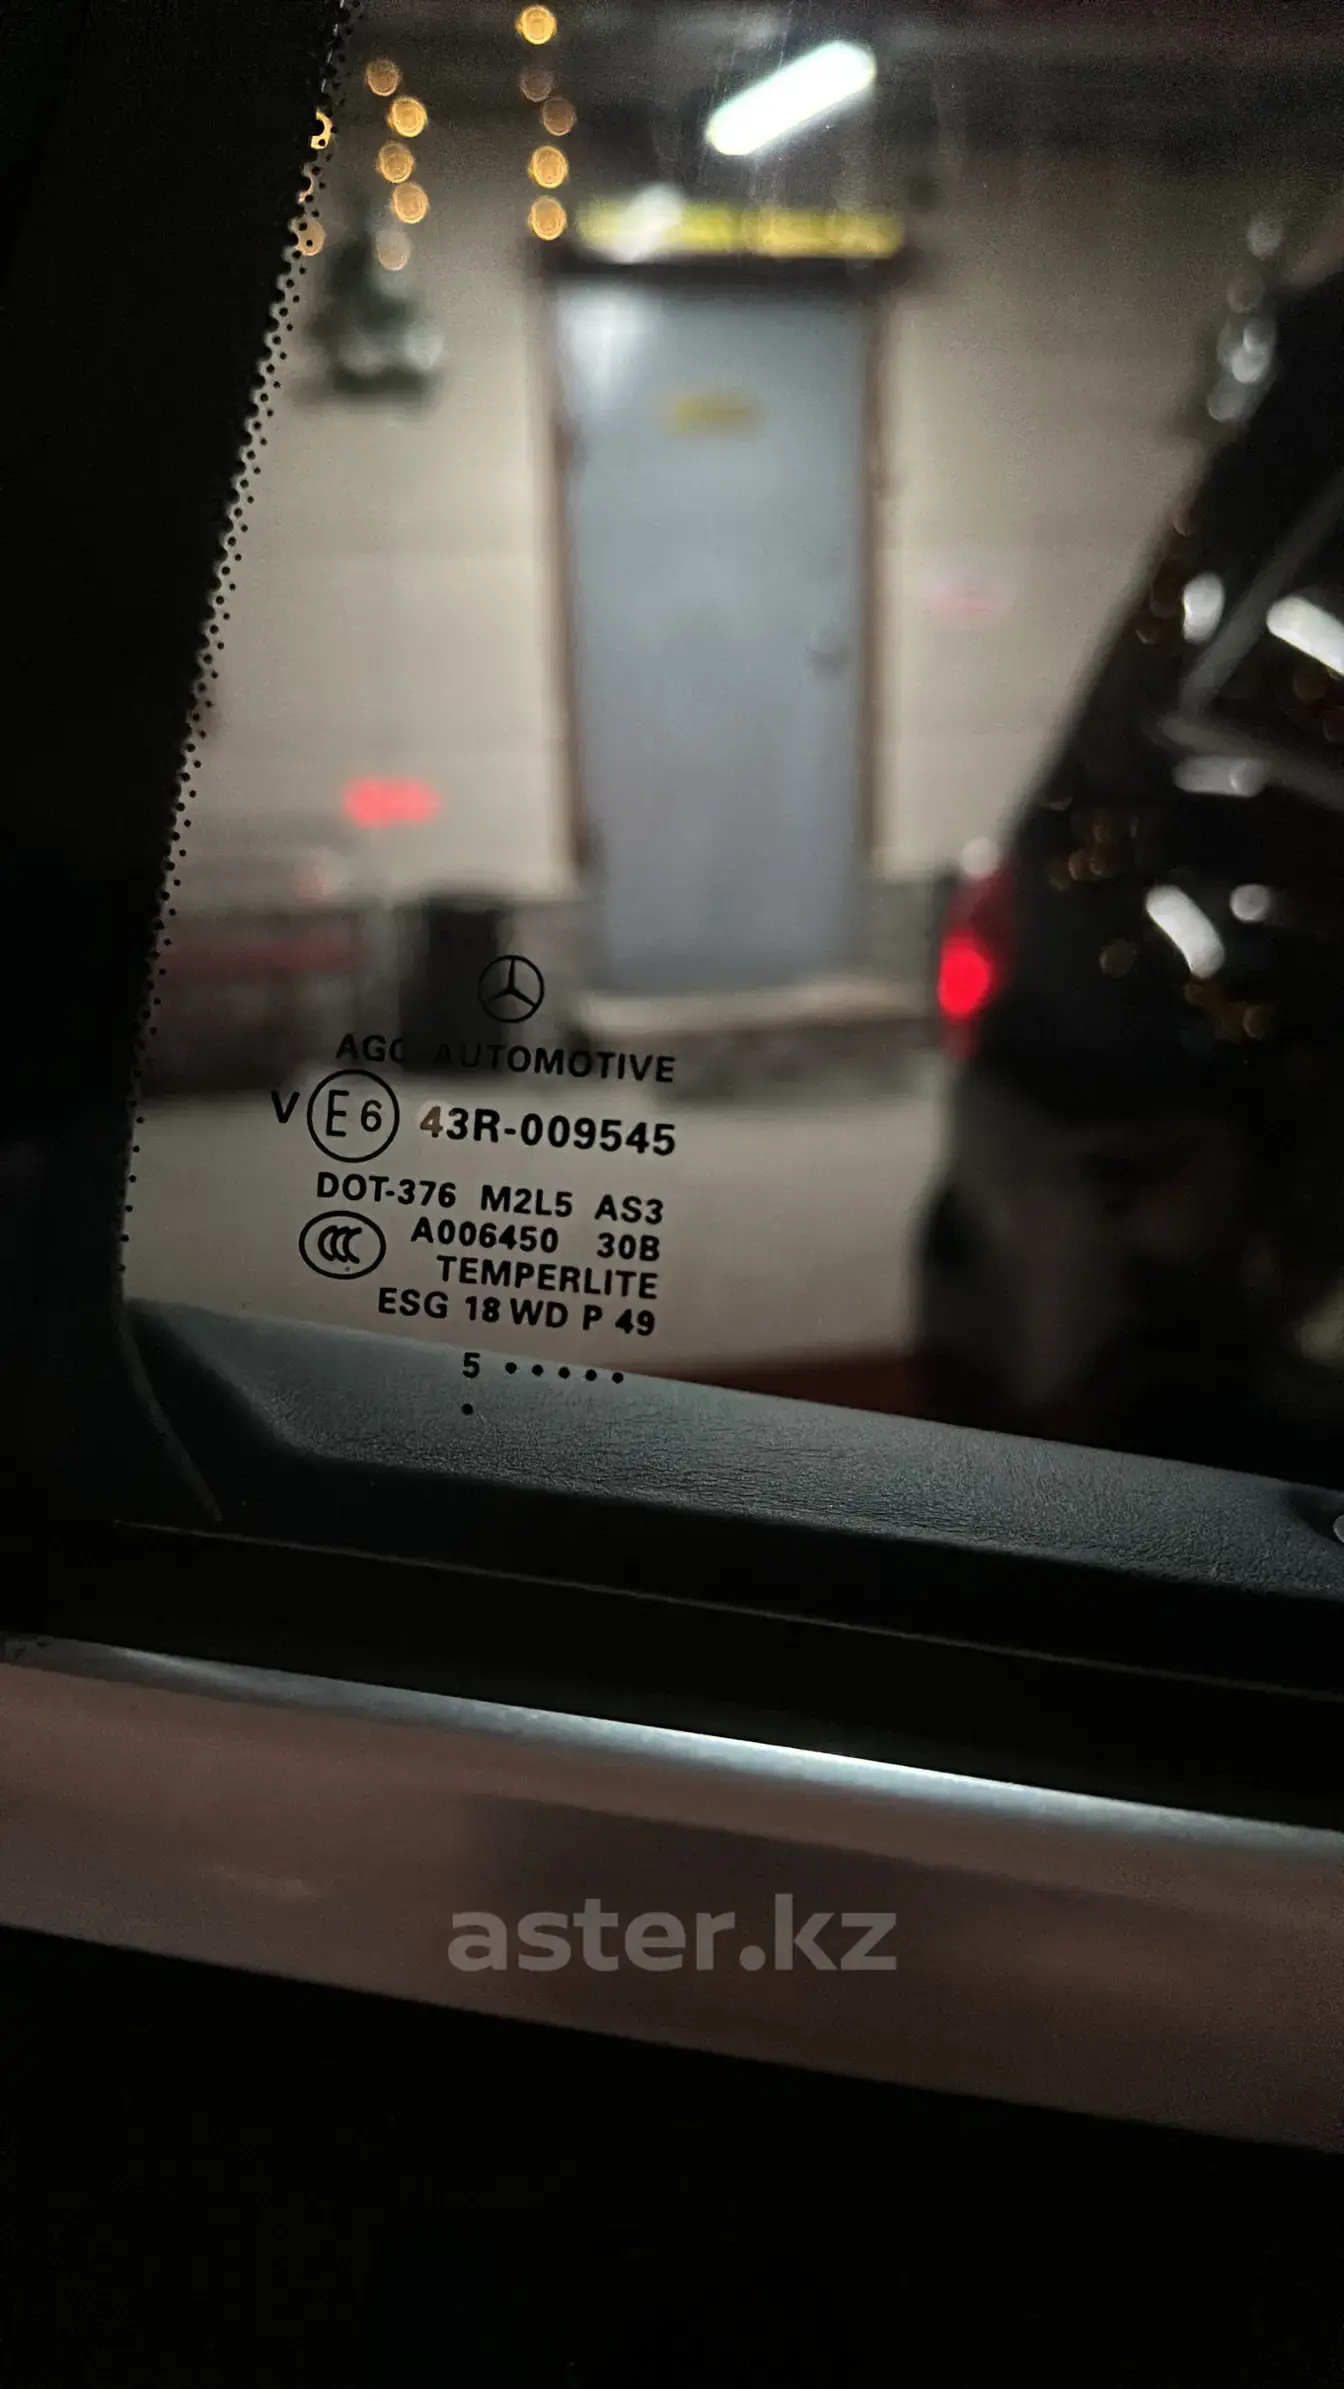 AGC AUTOMOTIVE
V E6 43R-009545
DOT-376 M2L5 AS3
CCC A006450 30B
TEMPERLITE
ESG 18 WD P 49
5 •••••
•
aster.kz